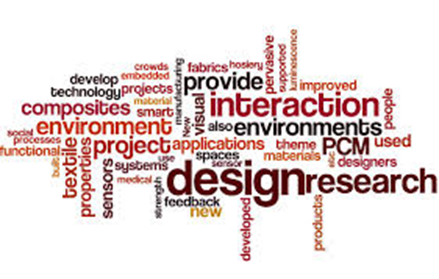 crowds
develop
embedded
technology
projects
manufacturing
fabrics
hosiery
provide
pervasive
supported
luminescence
improved
composites
material
smart
New
visual
interaction
people
social
environment
also
environments
processes
functional
built
textile
properties
project
applications
theme
PCM
used
sensors
systems
use
spaces
materials
etc
designers
medical
sensor
strength
design
research
feedback
new
developed
products